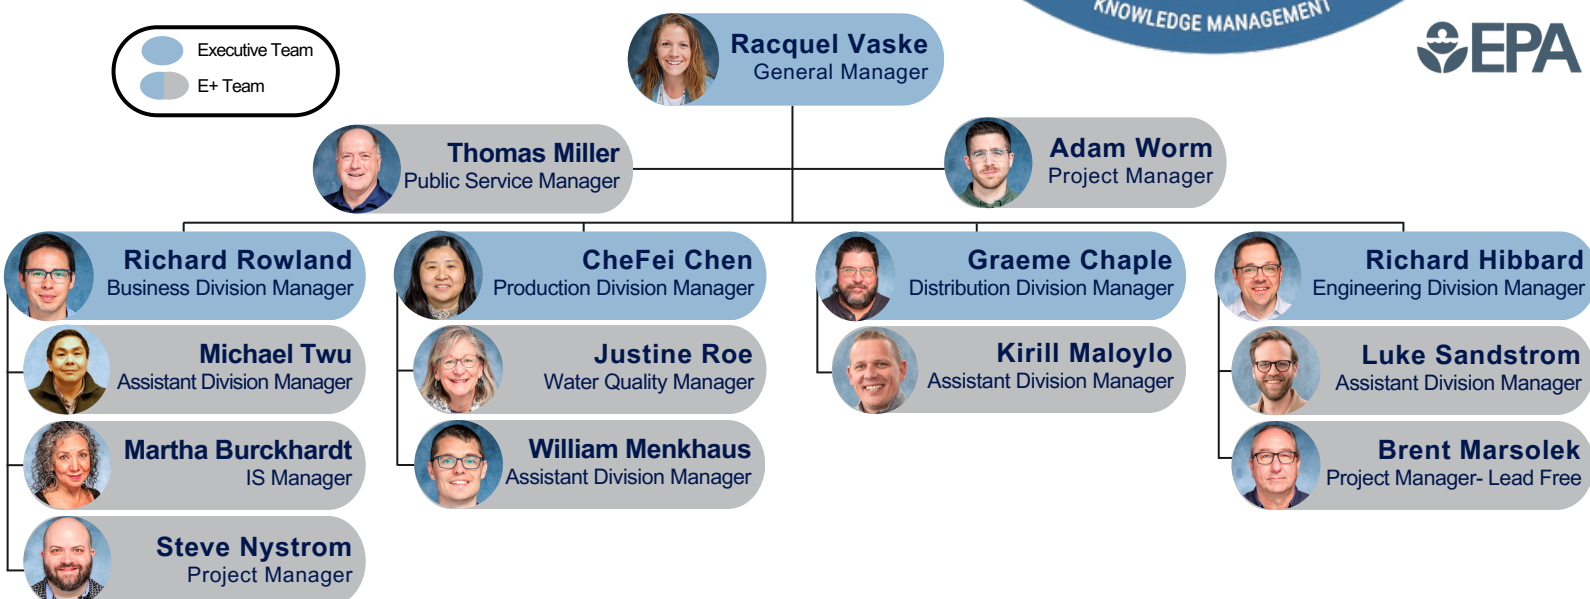 KNOWLEDGE MANAGEMENT
EPA
Executive Team
E+ Team
Racquel Vaske
General Manager
Thomas Miller
Public Service Manager
Adam Worm
Project Manager
Richard Rowland
Business Division Manager
CheFei Chen
Production Division Manager
Graeme Chaple
Distribution Division Manager
Richard Hibbard
Engineering Division Manager
Michael Twu
Assistant Division Manager
Justine Roe
Water Quality Manager
Kirill Maloylo
Assistant Division Manager
Luke Sandstrom
Assistant Division Manager
Martha Burckhardt
IS Manager
William Menkhaus
Assistant Division Manager
Brent Marsolek
Project Manager- Lead Free
Steve Nystrom
Project Manager